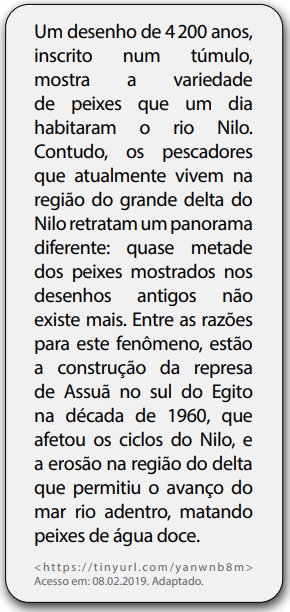 Um desenho de 4 200 anos,
inscrito num túmulo,
mostra a variedade
de peixes que um dia
habitaram o rio Nilo.
Contudo, os pescadores
que atualmente vivem na
região do grande delta do
Nilo retratam um panorama
diferente: quase metade
dos peixes mostrados nos
desenhos antigos não
existe mais. Entre as razões
para este fenômeno, estão
a construção da represa
de Assuã no sul do Egito
na década de 1960, que
afetou os ciclos do Nilo, e
a erosão na região do delta
que permitiu o avanço do
mar rio adentro, matando
peixes de água doce.
<https://tinyurl.com/yanwnb8m>
Acesso em: 08.02.2019. Adaptado.